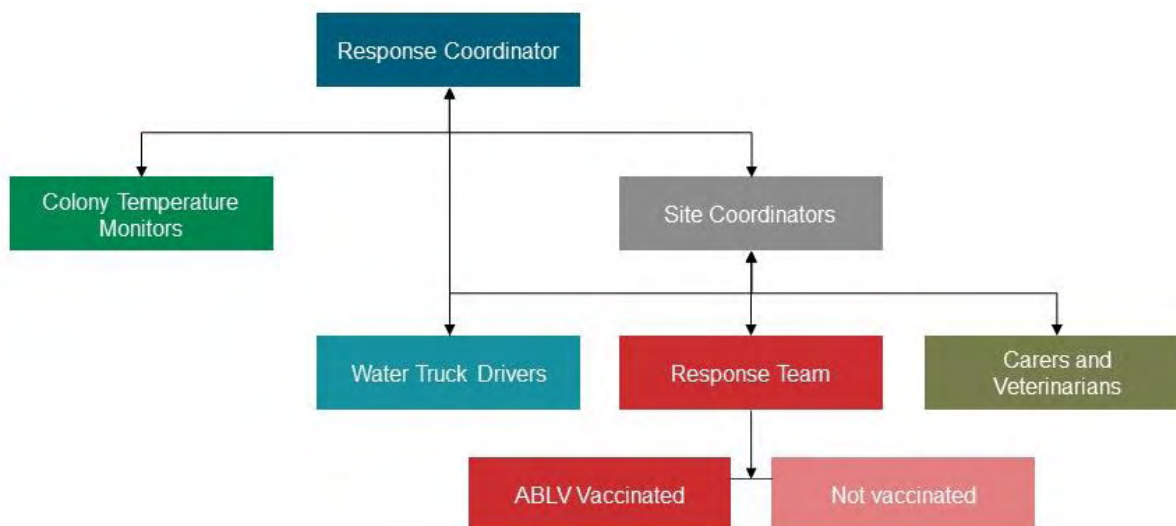 Response Coordinator
Colony Temperature
Monitors
Site Coordinators
Water Truck Drivers
Response Team
Carers and
Veterinarians
ABLV Vaccinated
Not vaccinated